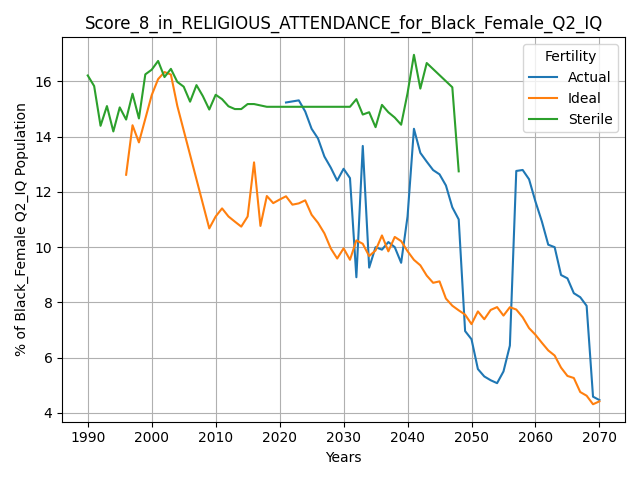 Score_8_in_RELIGIOUS_ATTENDANCE_for_Black_Female_Q2_IQ
Fertility
Actual
Ideal
Sterile
% of Black_Female Q2_IQ Population
16
14
12
10
8
6
4
1990 2000 2010 2020 2030 2040 2050 2060 2070
Years